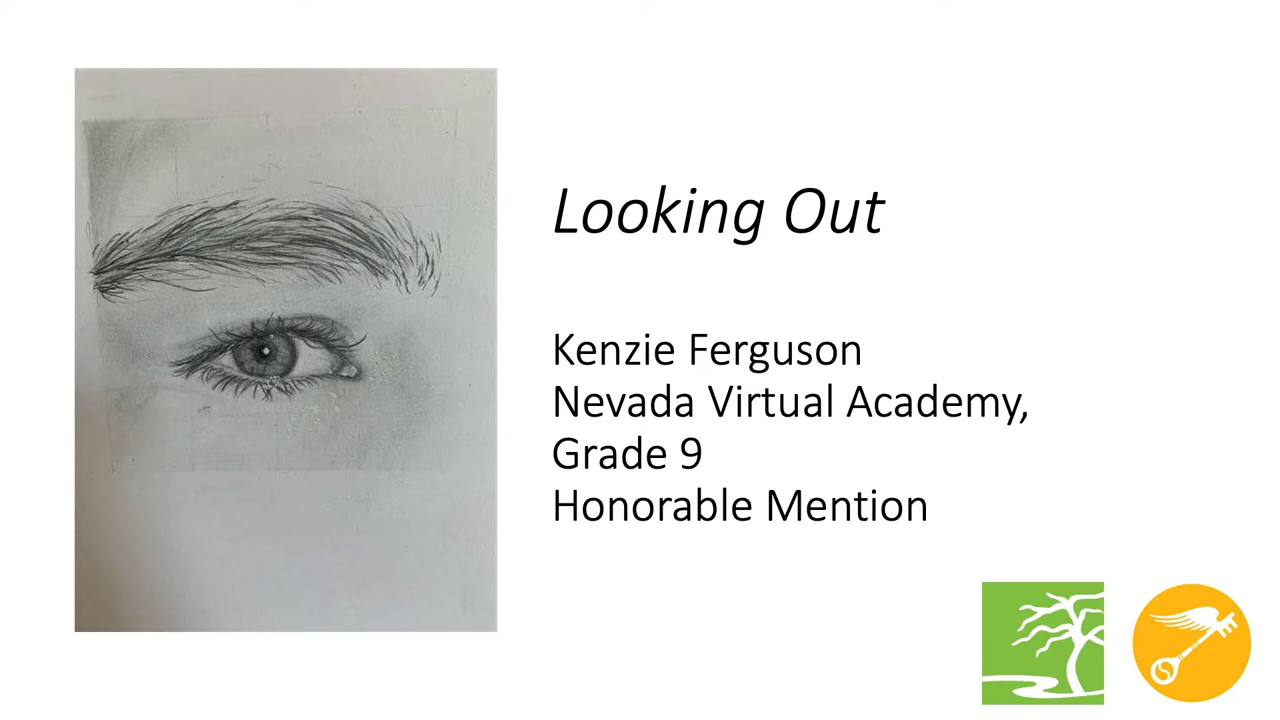 Looking Out
Kenzie Ferguson
Nevada Virtual Academy,
Grade 9
Honorable Mention